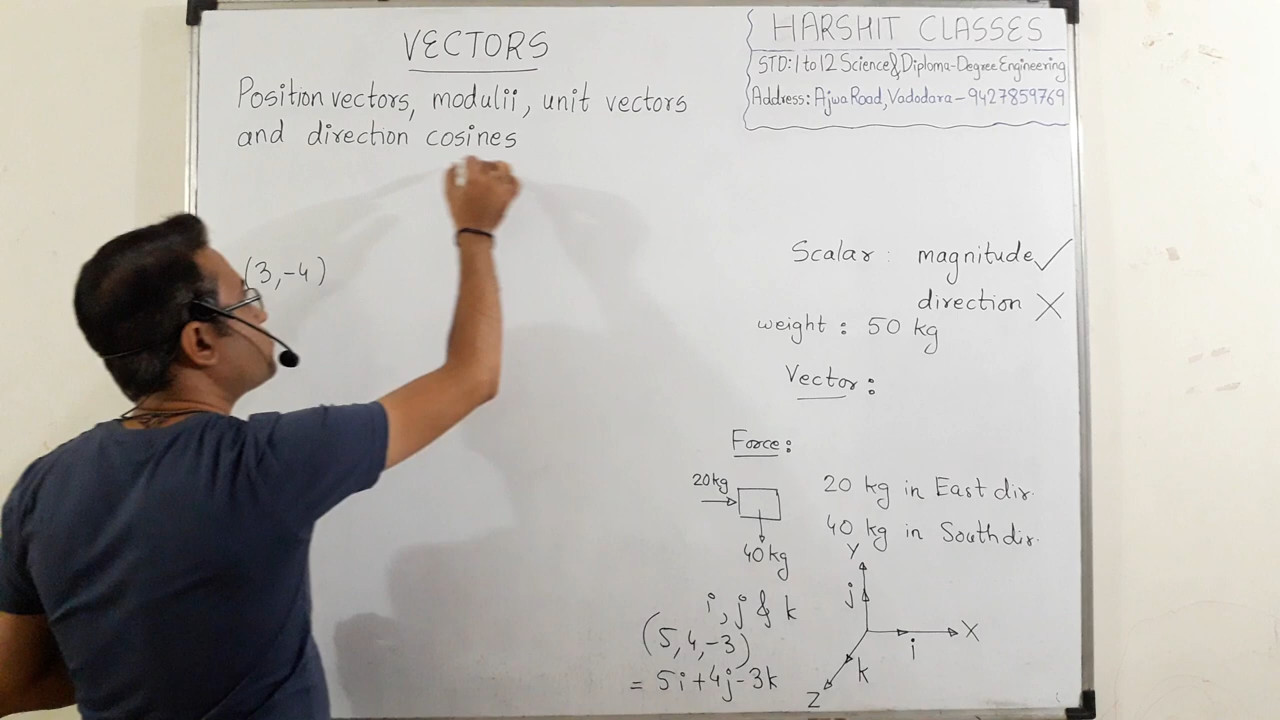 VECTORS
Position vectors, modulii, unit vectors
and direction cosines
HARSHIT CLASSES
STD: 1 to 12 Science & Diploma-Degree Engineering
Address: Ajwa Road, Vadodara - 9427859769
(3,-4)
Scalar: magnitude ✓
direction X
weight: 50 kg
Vector:
Force:
20kg
40 kg
20 kg in East dir.
40 kg in South dir.
i, j & k
(5,4,-3)
= 5i+4j-3k
Y
j
X
i
k
Z